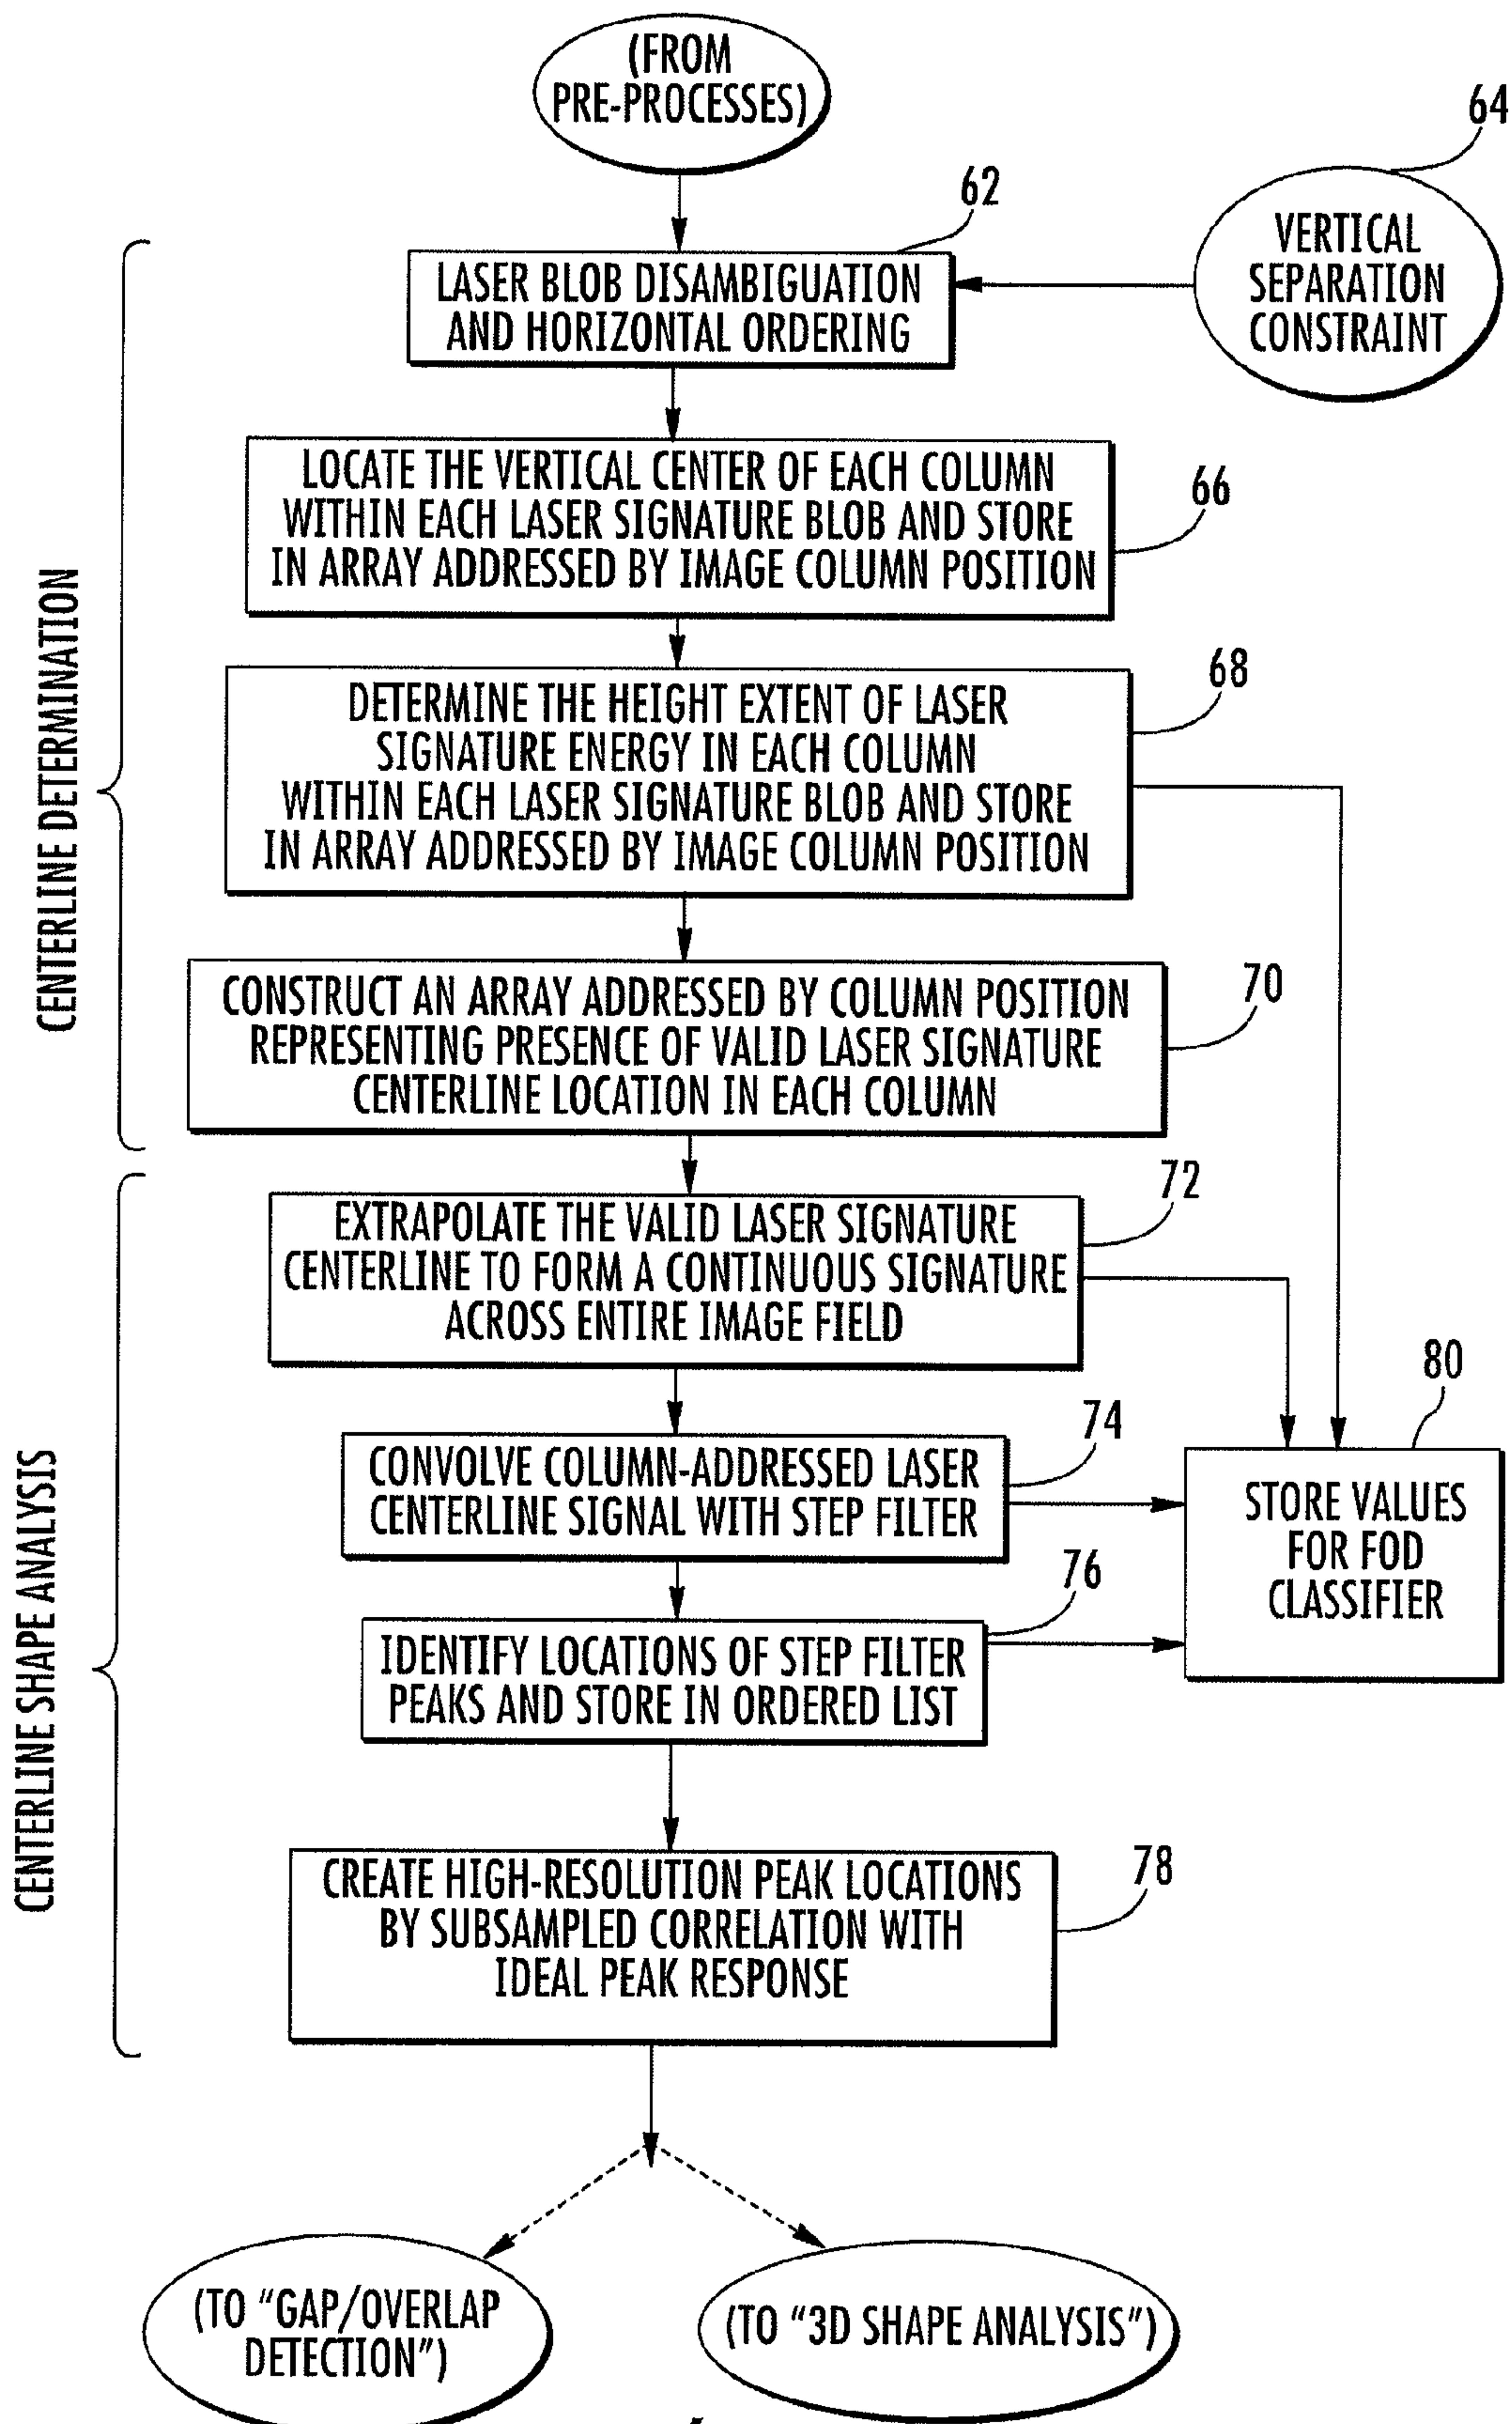 (FROM
PRE-PROCESSES)
64
62
VERTICAL
SEPARATION
CONSTRAINT
LASER BLOB DISAMBIGUATION
AND HORIZONTAL ORDERING
LOCATE THE VERTICAL CENTER OF EACH COLUMN
WITHIN EACH LASER SIGNATURE BLOB AND STORE
IN ARRAY ADDRESSED BY IMAGE COLUMN POSITION
66
CENTERLINE DETERMINATION
68
DETERMINE THE HEIGHT EXTENT OF LASER
SIGNATURE ENERGY IN EACH COLUMN
WITHIN EACH LASER SIGNATURE BLOB AND STORE
IN ARRAY ADDRESSED BY IMAGE COLUMN POSITION
70
CONSTRUCT AN ARRAY ADDRESSED BY COLUMN POSITION
REPRESENTING PRESENCE OF VALID LASER SIGNATURE
CENTERLINE LOCATION IN EACH COLUMN
72
EXTRAPOLATE THE VALID LASER SIGNATURE
CENTERLINE TO FORM A CONTINUOUS SIGNATURE
ACROSS ENTIRE IMAGE FIELD
80
74
CONVOLVE COLUMN-ADDRESSED LASER
CENTERLINE SIGNAL WITH STEP FILTER
STORE VALUES
FOR FOD
CLASSIFIER
CENTERLINE SHAPE ANALYSIS
76
IDENTIFY LOCATIONS OF STEP FILTER
PEAKS AND STORE IN ORDERED LIST
78
CREATE HIGH-RESOLUTION PEAK LOCATIONS
BY SUBSAMPLED CORRELATION WITH
IDEAL PEAK RESPONSE
(TO "GAP/OVERLAP
DETECTION")
(TO "3D SHAPE ANALYSIS")